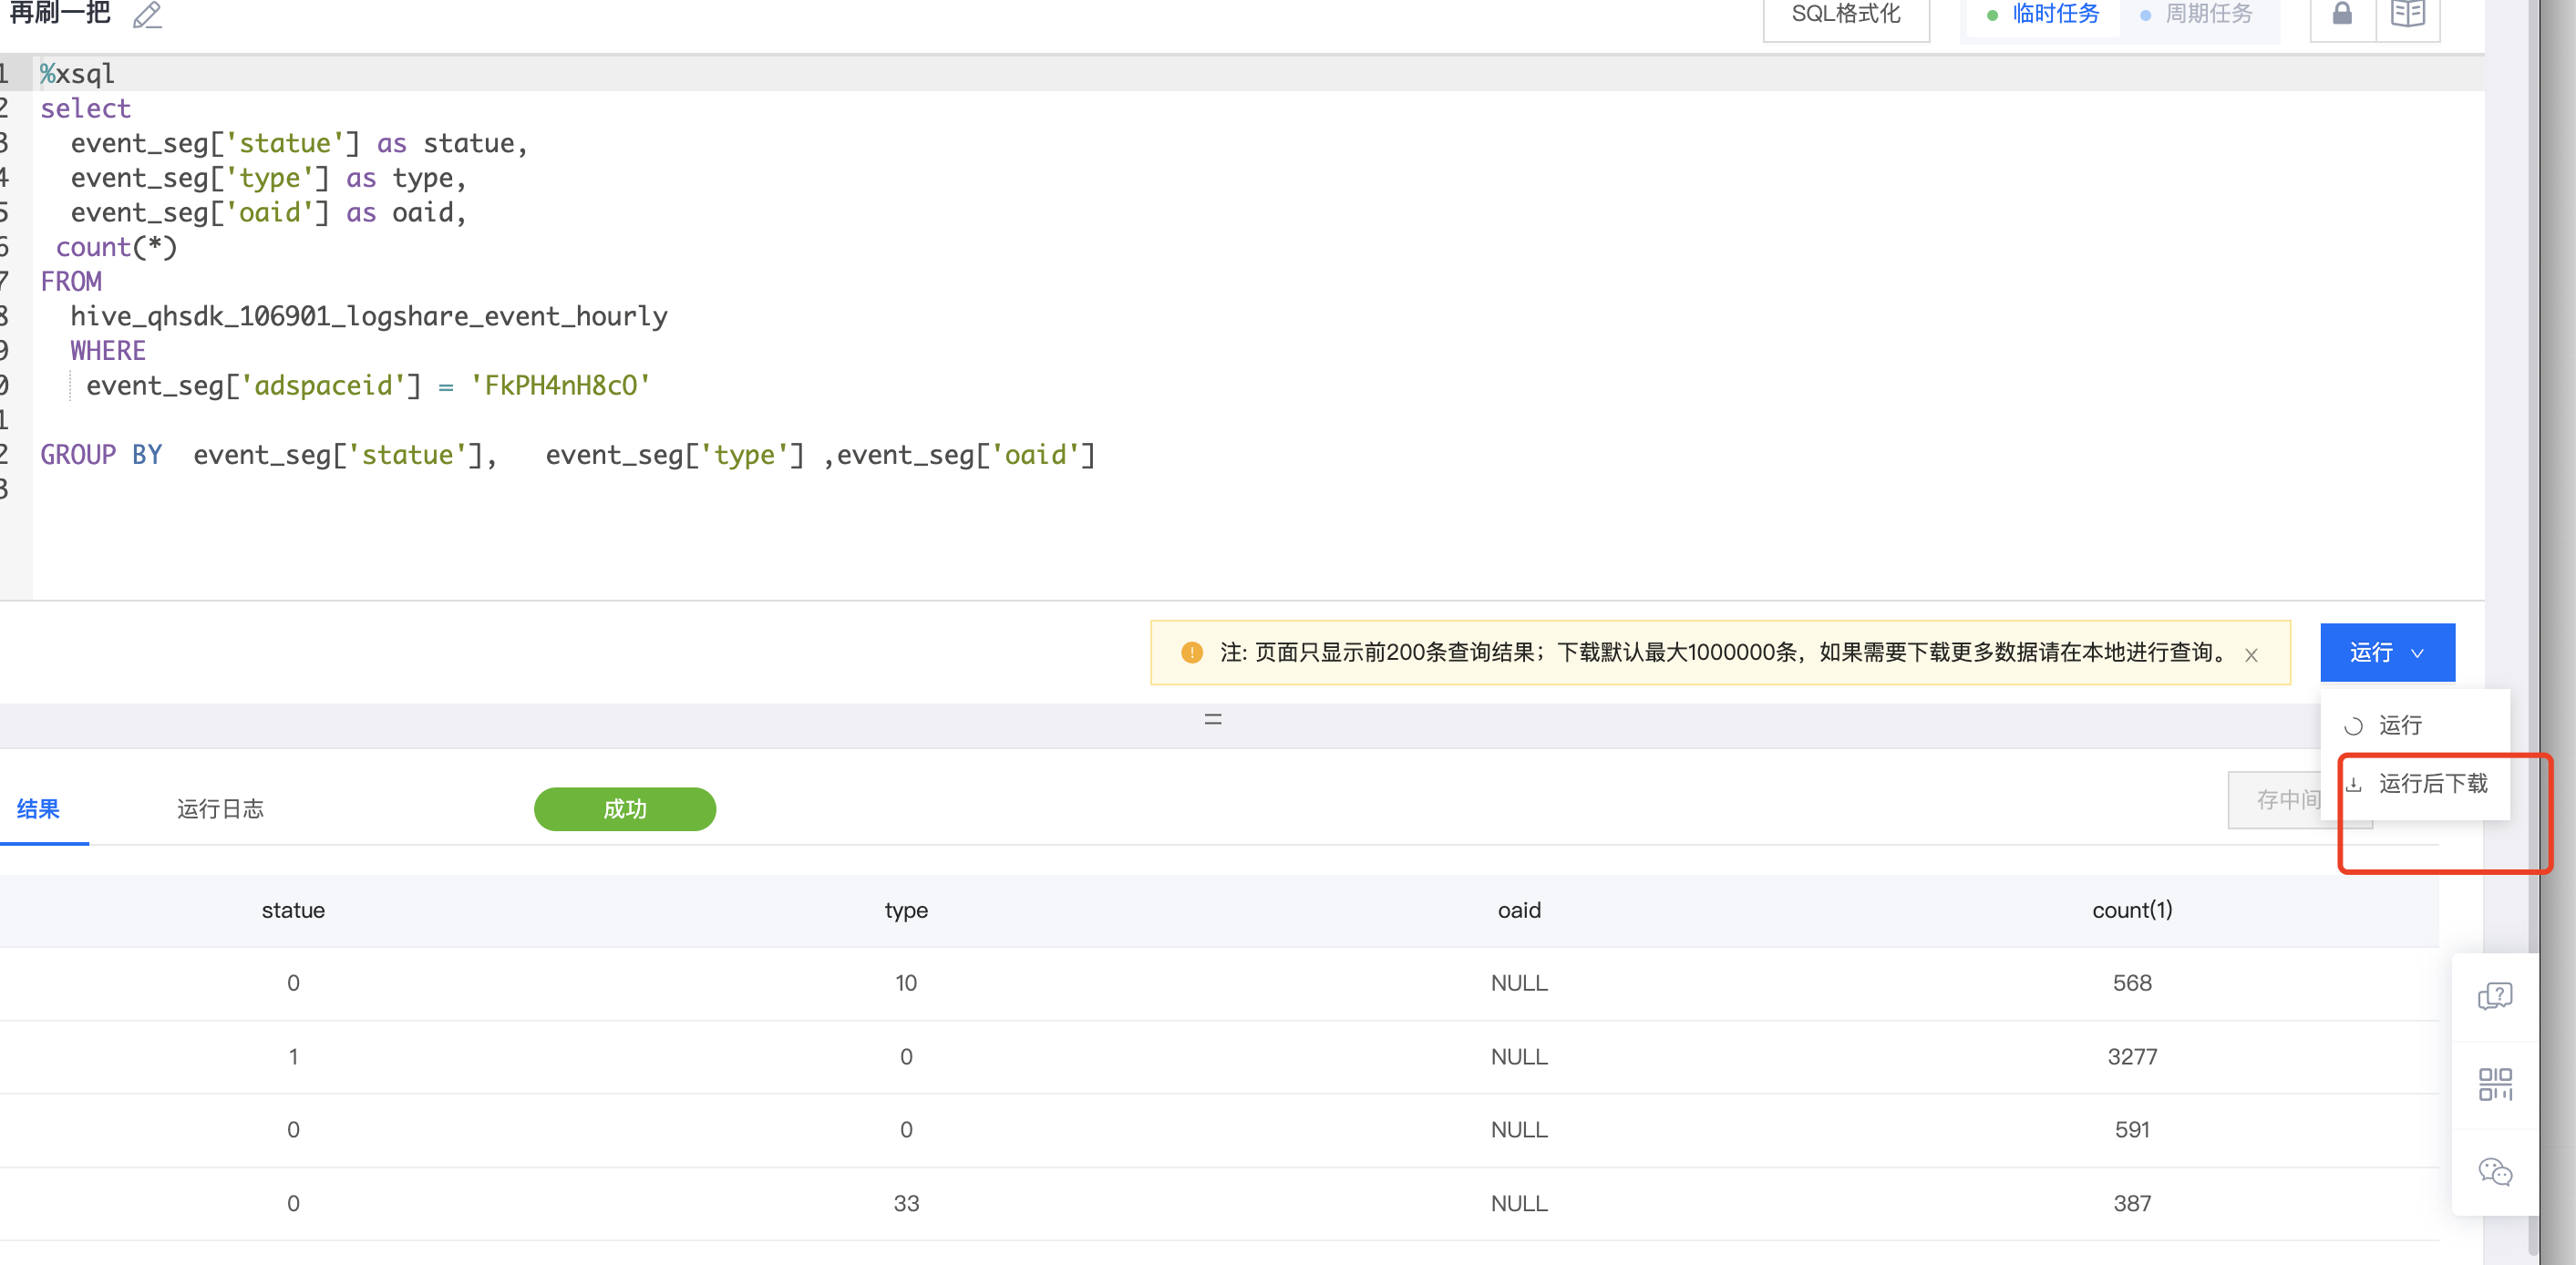 再刷一把
SQL格式化
临时任务
周期任务
1 %xsql
2 select
3 event_seg['statue'] as statue,
4 event_seg['type'] as type,
5 event_seg['oaid'] as oaid,
6 count(*)
7 FROM
8 hive_qhsdk_106901_logshare_event_hourly
9 WHERE
0 event_seg['adspaceid'] = 'FkPH4nH8cO'
1
2 GROUP BY event_seg['statue'], event_seg['type'] ,event_seg['oaid']
3
注: 页面只显示前200条查询结果；下载默认最大1000000条，如果需要下载更多数据请在本地进行查询。
运行
运行
运行后下载
结果
运行日志
成功
存中间
statue type oaid count(1)
0 10 NULL 568
1 0 NULL 3277
0 0 NULL 591
0 33 NULL 387